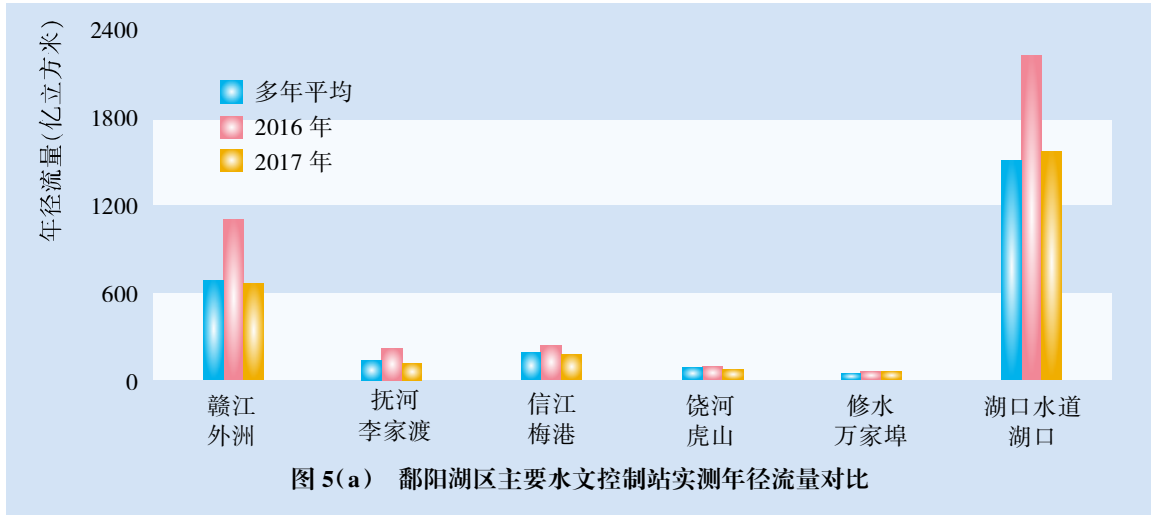 年径流量(亿立方米)
2400
1800
1200
600
0
多年平均
2016 年
2017 年
赣江
外洲
抚河
李家渡
信江
梅港
饶河
虎山
修水
万家埠
湖口水道
湖口
图 5(a) 鄱阳湖区主要水文控制站实测年径流量对比